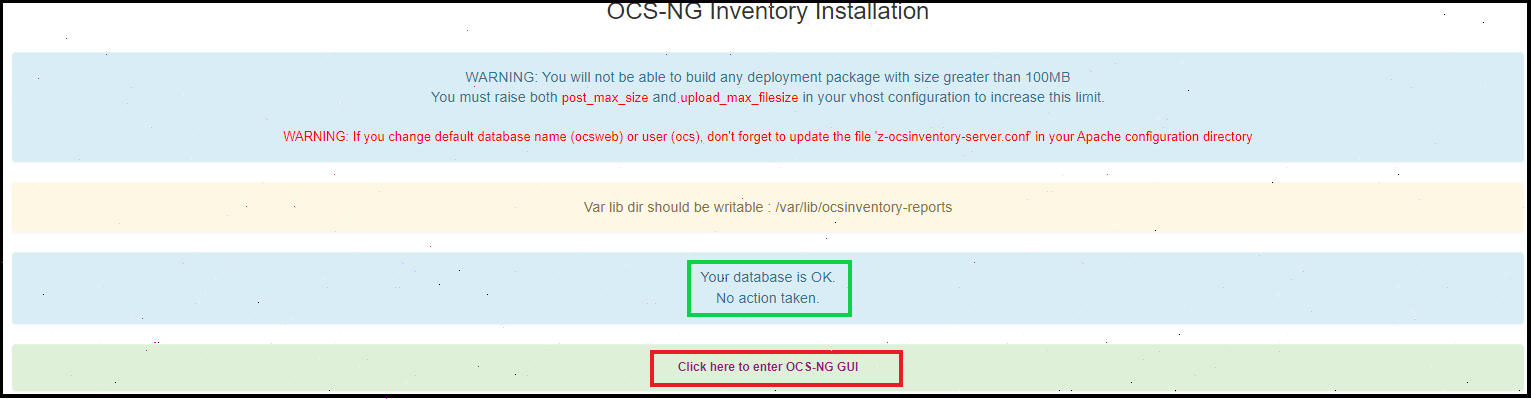 OCS-NG Inventory Installation
WARNING: You will not be able to build any deployment package with size greater than 100MB
You must raise both post_max_size and upload_max_filesize in your vhost configuration to increase this limit.
WARNING: If you change default database name (ocsweb) or user (ocs), don't forget to update the file 'z-ocsinventory-server.conf' in your Apache configuration directory
Var lib dir should be writable : /var/lib/ocsinventory-reports
Your database is OK.
No action taken.
Click here to enter OCS-NG GUI